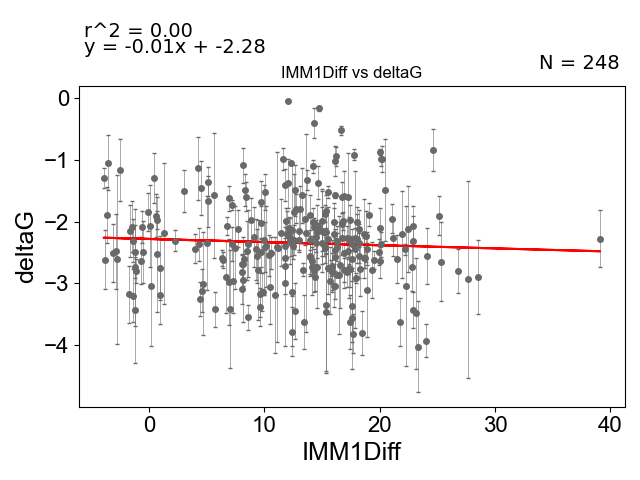 r^2 = 0.00
y = -0.01x + -2.28
N = 248
IMM1Diff vs deltaG
0
−1
−2
−3
−4
deltaG
0
10
20
30
40
IMM1Diff